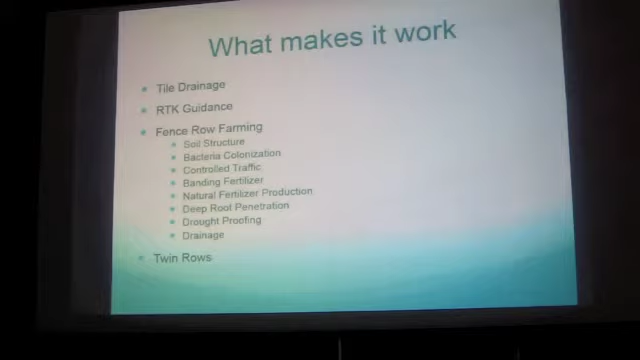 What makes it work
Tile Drainage
RTK Guidance
Fence Row Farming
Soil Structure
Bacteria Colonization
Controlled Traffic
Banding Fertilizer
Natural Fertilizer Production
Deep Root Penetration
Drought Proofing
Drainage
Twin Rows